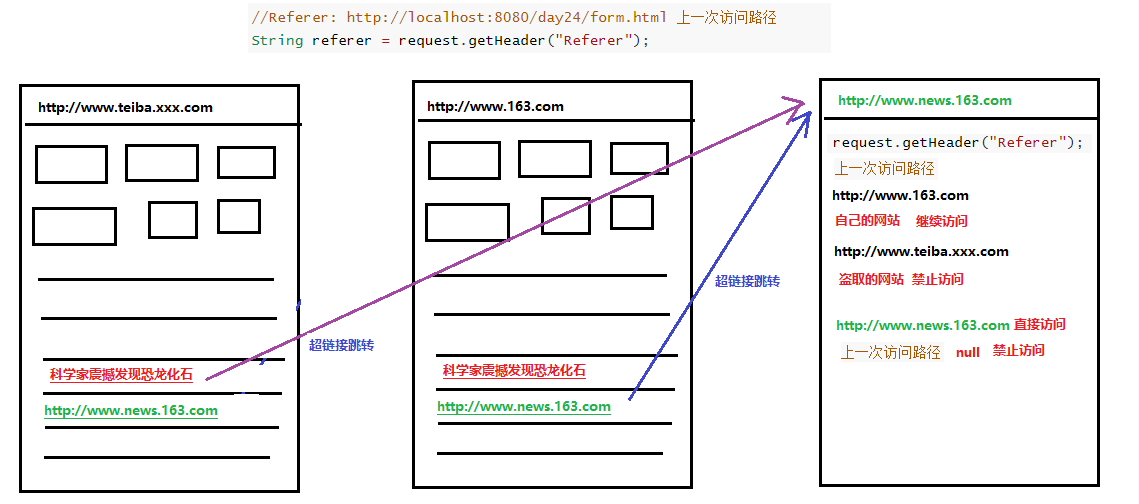 //Referer: http://localhost:8080/day24/form.html 上一次访问路径
String referer = request.getHeader("Referer");
http://www.teiba.xxx.com
超链接跳转
科学家震撼发现恐龙化石
http://www.news.163.com
http://www.163.com
超链接跳转
科学家震撼发现恐龙化石
http://www.news.163.com
http://www.news.163.com
request.getHeader("Referer");
上一次访问路径
http://www.163.com
自己的网站 继续访问
http://www.teiba.xxx.com
盗取的网站 禁止访问
http://www.news.163.com 直接访问
上一次访问路径 null 禁止访问